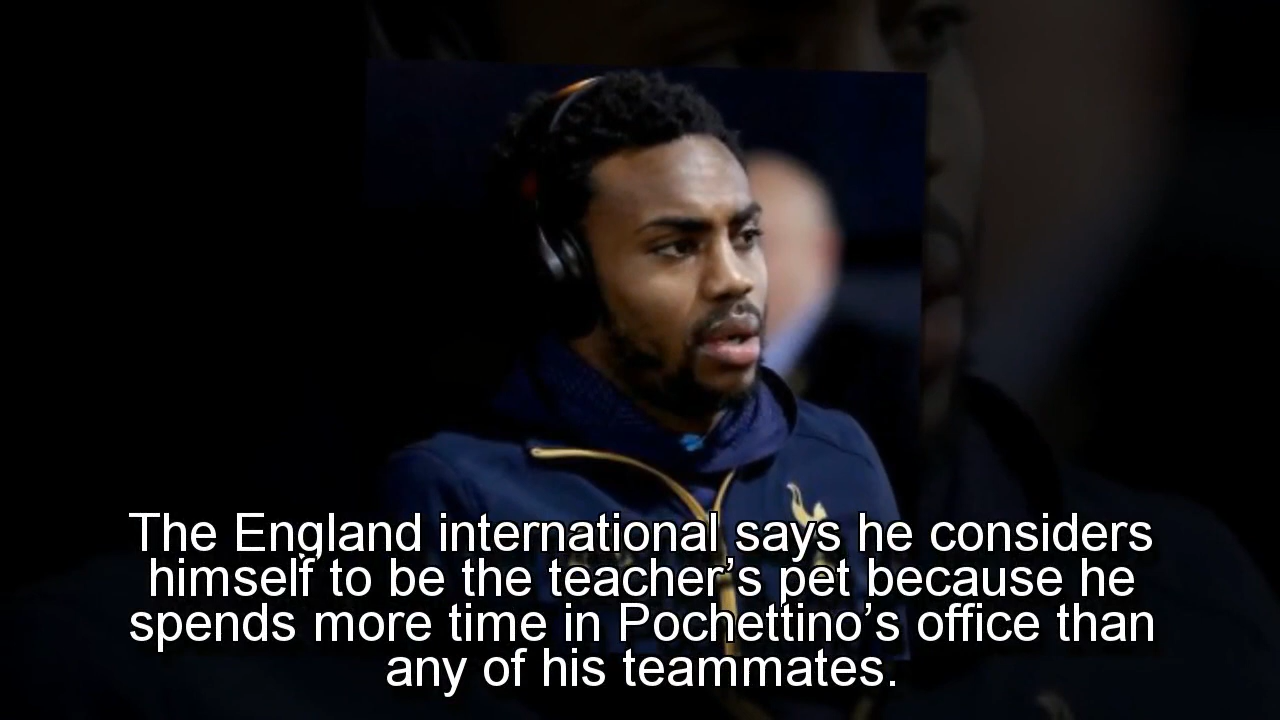 The England international says he considers
himself to be the teacher’s pet because he
spends more time in Pochettino’s office than
any of his teammates.